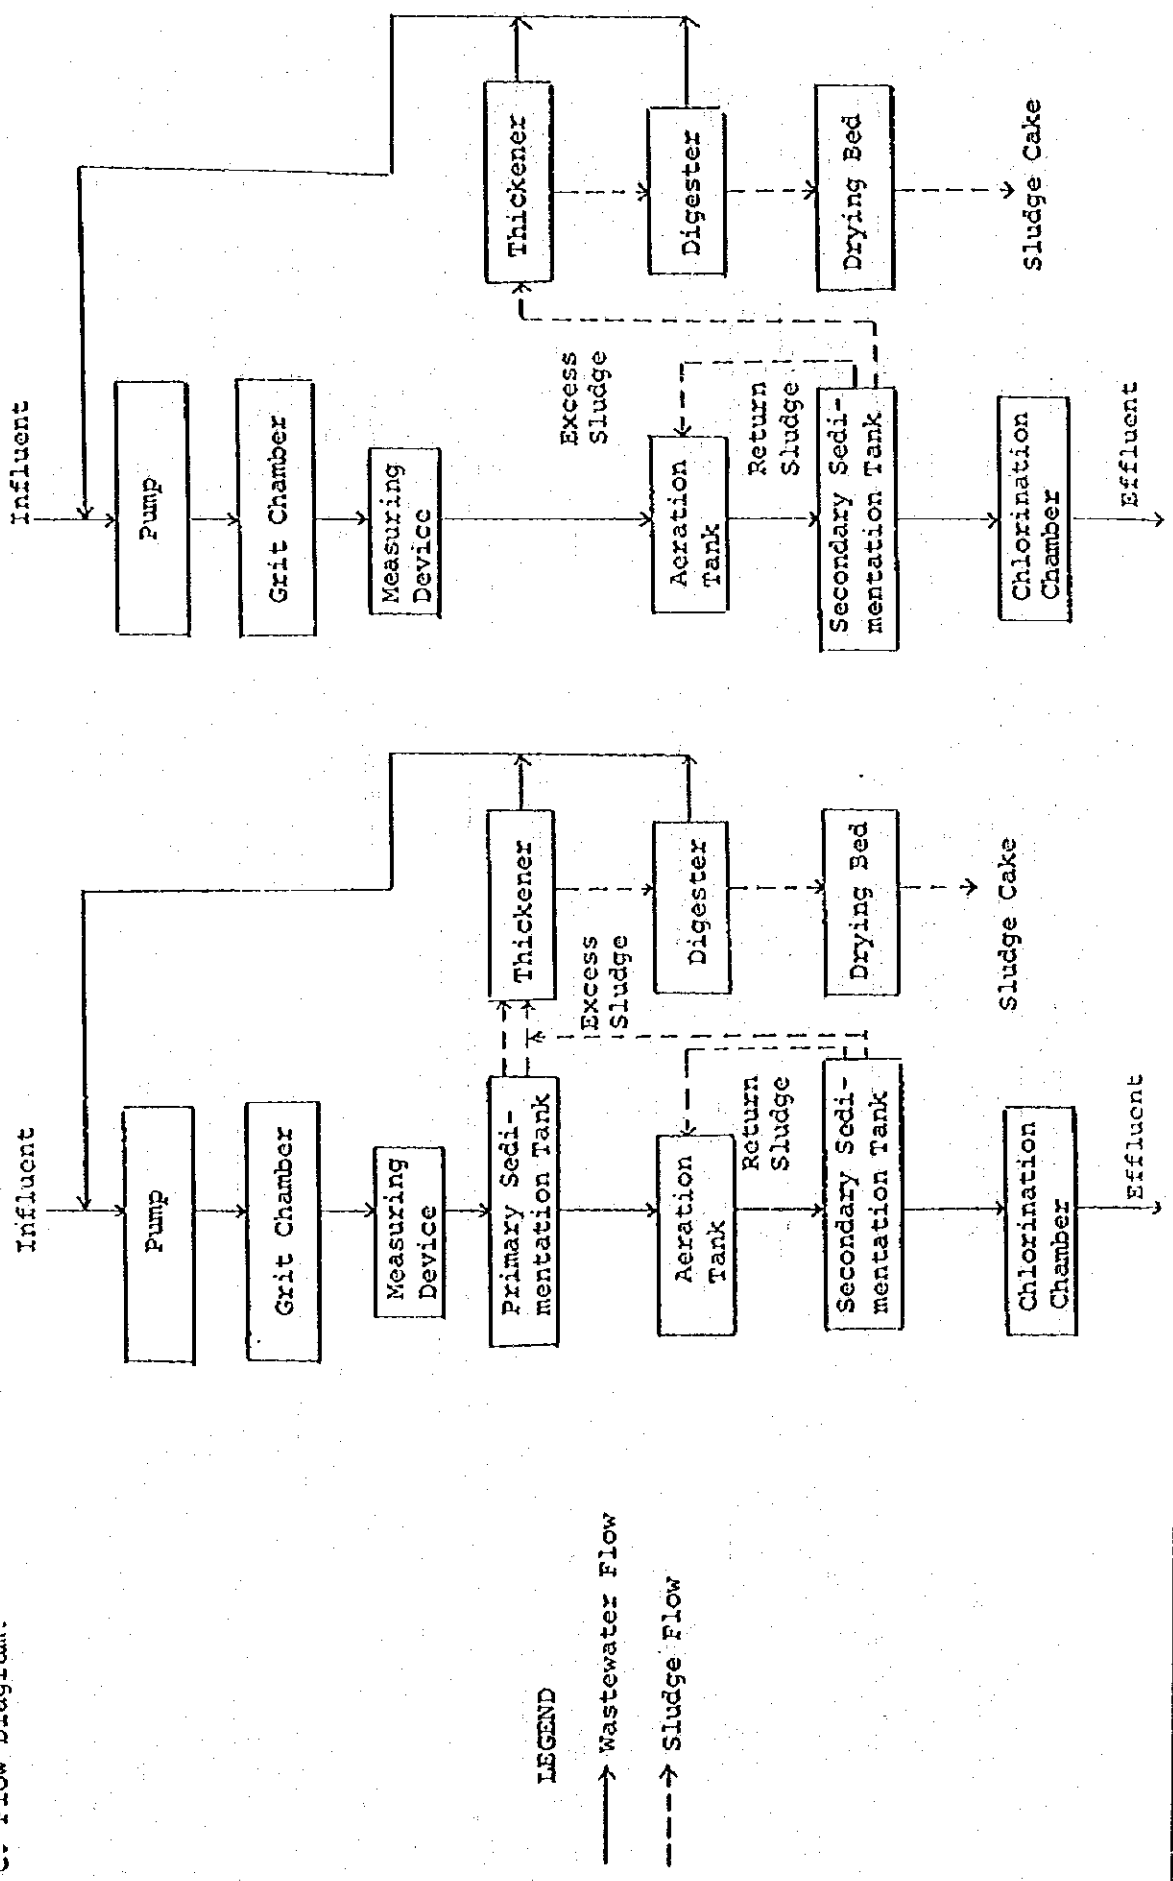 c. Flow Diagram
LEGEND
Wastewater Flow
Sludge Flow
Influent
Pump
Grit Chamber
Measuring
Device
Primary Sedi-
mentation Tank
Aeration
Tank
Return
Sludge
Secondary Sedi-
mentation Tank
Chlorination
Chamber
Effluent
Thickener
Excess
Sludge
Digester
Drying Bed
Sludge Cake
Influent
Pump
Grit Chamber
Measuring
Device
Excess
Sludge
Aeration
Tank
Return
Sludge
Secondary Sedi-
mentation Tank
Chlorination
Chamber
Effluent
Thickener
Digester
Drying Bed
Sludge Cake